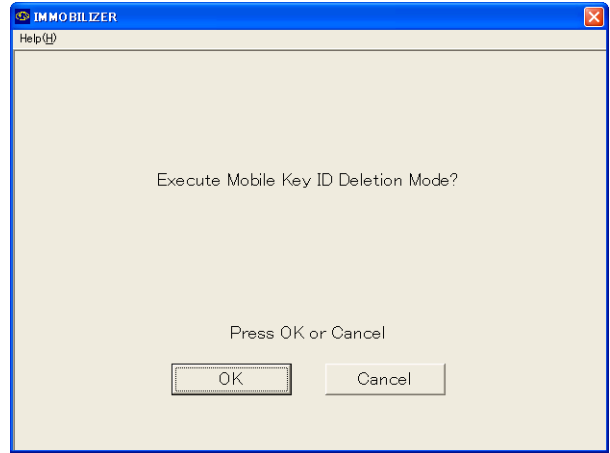 IMMOBILIZER
Help(H)
Execute Mobile Key ID Deletion Mode?
Press OK or Cancel
OK Cancel